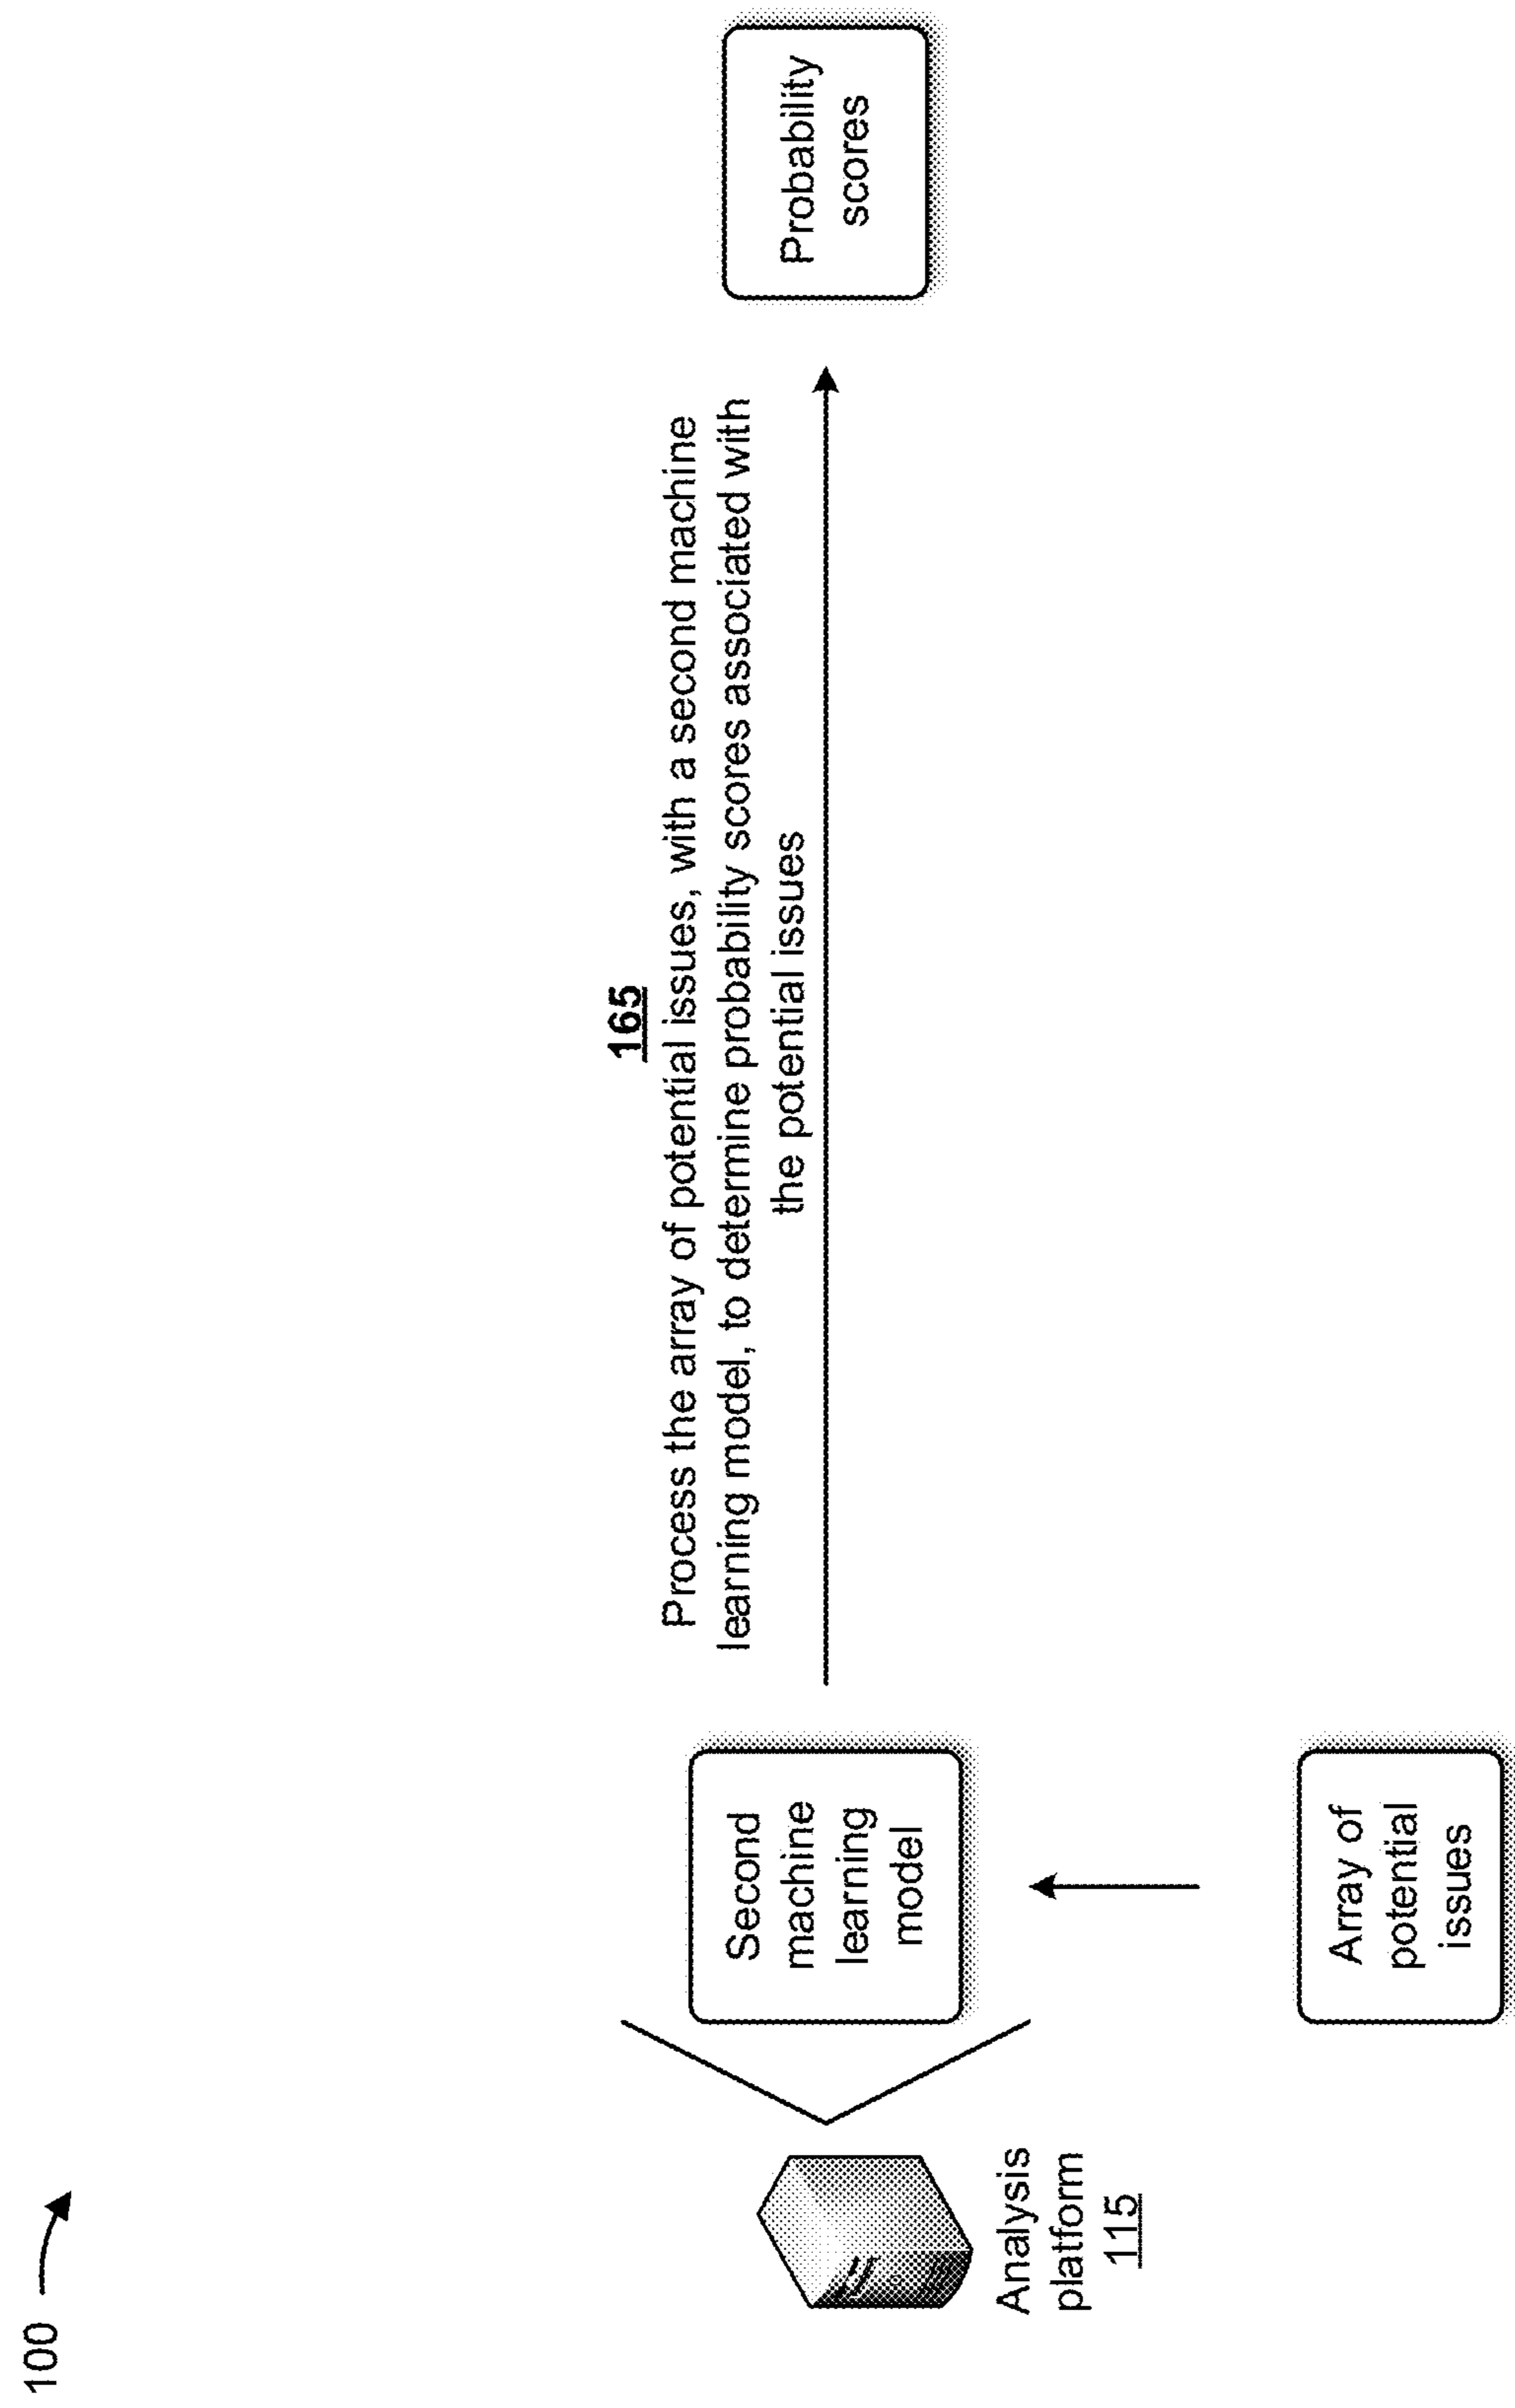 100
165
Process the array of potential issues, with a second machine
learning model, to determine probability scores associated with
the potential issues
Analysis
platform
115
Second
machine
learning
model
Probability
scores
Array of
potential
issues